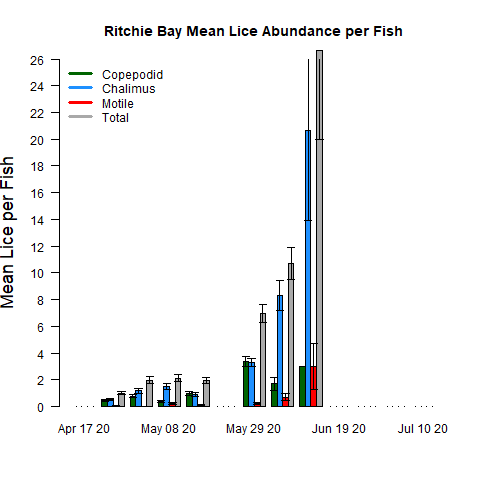 Ritchie Bay Mean Lice Abundance per Fish
Mean Lice per Fish
26
24
22
20
18
16
14
12
10
8
6
4
2
0
Copepodid
Chalimus
Motile
Total
Apr 17 20
May 08 20
May 29 20
Jun 19 20
Jul 10 20